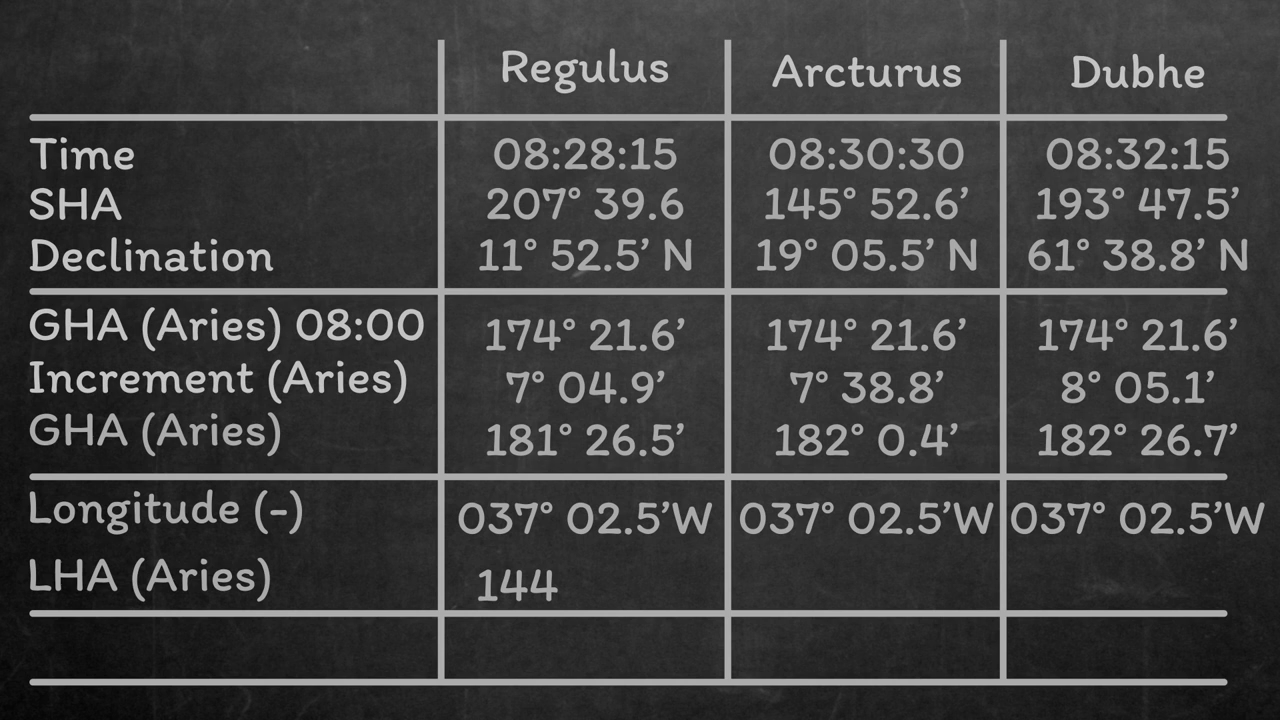 Regulus Arcturus Dubhe
Time 08:28:15 08:30:30 08:32:15
SHA 207° 39.6 145° 52.6’ 193° 47.5’
Declination 11° 52.5’ N 19° 05.5’ N 61° 38.8’ N
GHA (Aries) 08:00 174° 21.6’ 174° 21.6’ 174° 21.6’
Increment (Aries) 7° 04.9’ 7° 38.8’ 8° 05.1’
GHA (Aries) 181° 26.5’ 182° 0.4’ 182° 26.7’
Longitude (-) 037° 02.5’W 037° 02.5’W 037° 02.5’W
LHA (Aries) 144